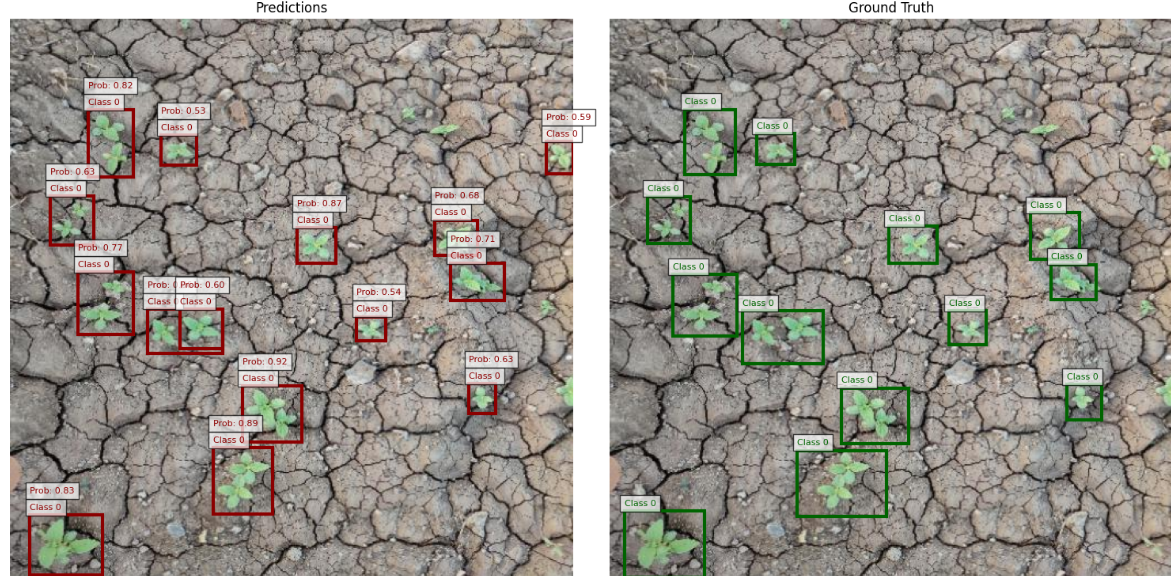 Predictions
Prob: 0.82
Class 0
Prob: 0.53
Class 0
Prob: 0.59
Class 0
Prob: 0.63
Class 0
Prob: 0.87
Class 0
Prob: 0.68
Class 0
Prob: 0.71
Class 0
Prob: 0.77
Class 0
Prob: 0.60
Class 0
Prob: 0.54
Class 0
Prob: 0.92
Class 0
Prob: 0.63
Class 0
Prob: 0.89
Class 0
Prob: 0.83
Class 0
Ground Truth
Class 0
Class 0
Class 0
Class 0
Class 0
Class 0
Class 0
Class 0
Class 0
Class 0
Class 0
Class 0
Class 0